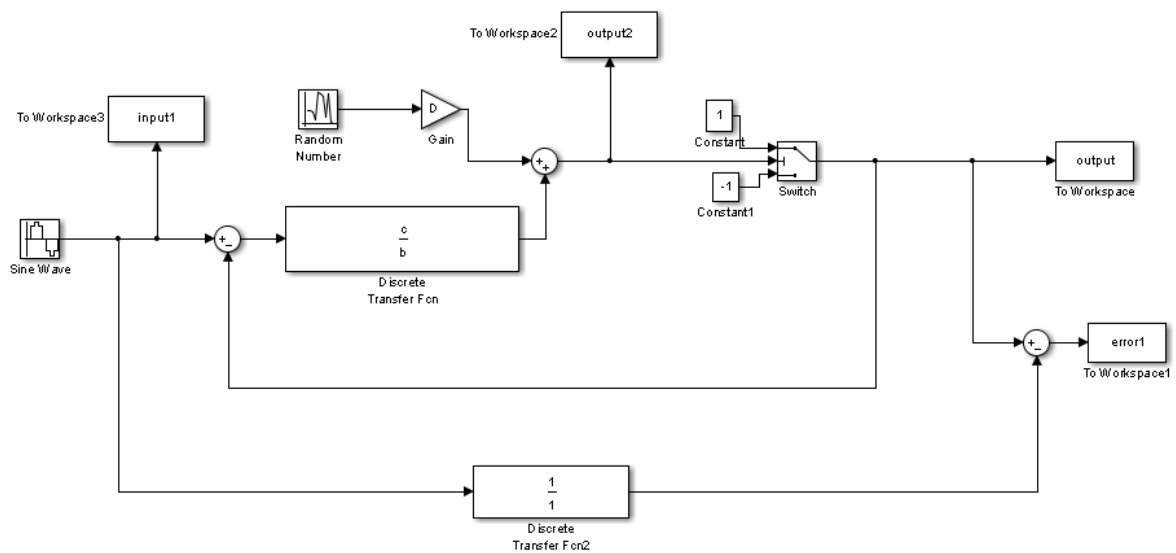 To Workspace2
output2
To Workspace3
input1
Random
Number
D
Gain
1
Constant
-1
Constant1
Switch
output
To Workspace
Sine Wave
+
-
c
b
Discrete
Transfer Fcn
+
+
+
-
error1
To Workspace1
1
1
Discrete
Transfer Fcn2